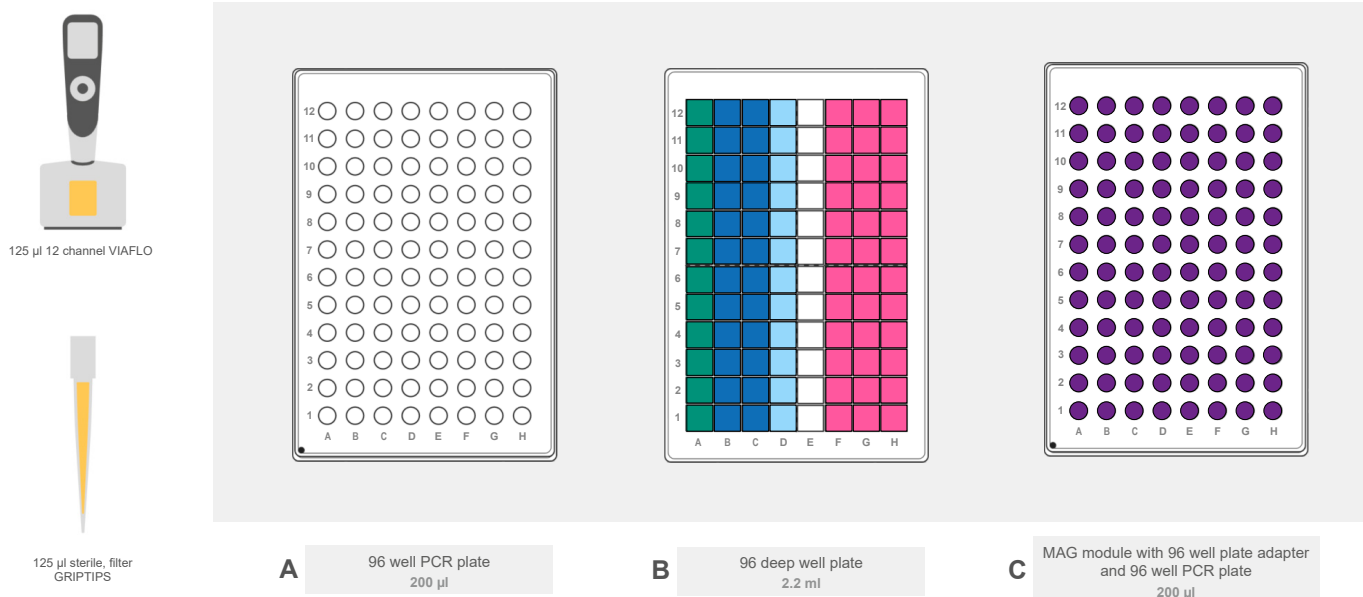 125 µl 12 channel VIAFLO
125 µl sterile, filter
GRIPTIPS
12
11
10
9
8
7
6
5
4
3
2
1
A B C D E F G H
A
96 well PCR plate
200 µl
12
11
10
9
8
7
6
5
4
3
2
1
A B C D E F G H
B
96 deep well plate
2.2 ml
12
11
10
9
8
7
6
5
4
3
2
1
A B C D E F G H
C
MAG module with 96 well plate adapter
and 96 well PCR plate
200 µl